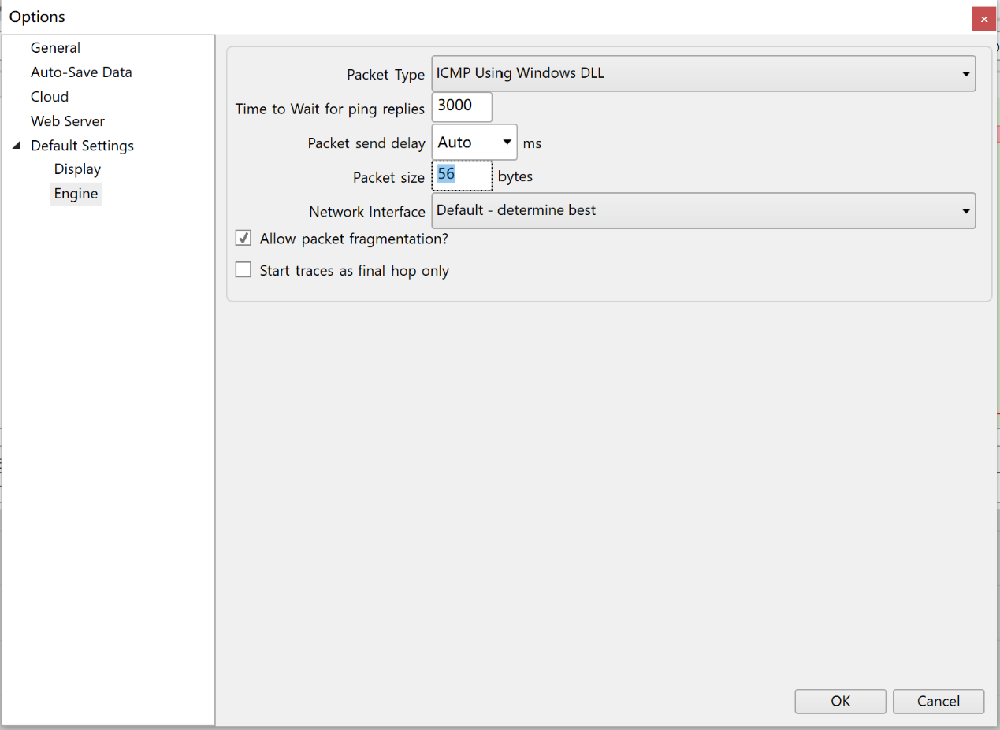 Options
General
Auto-Save Data
Cloud
Web Server
Default Settings
Display
Engine
Packet Type ICMP Using Windows DLL
Time to Wait for ping replies 3000
Packet send delay Auto ms
Packet size 56 bytes
Network Interface Default - determine best
Allow packet fragmentation?
Start traces as final hop only
OK Cancel